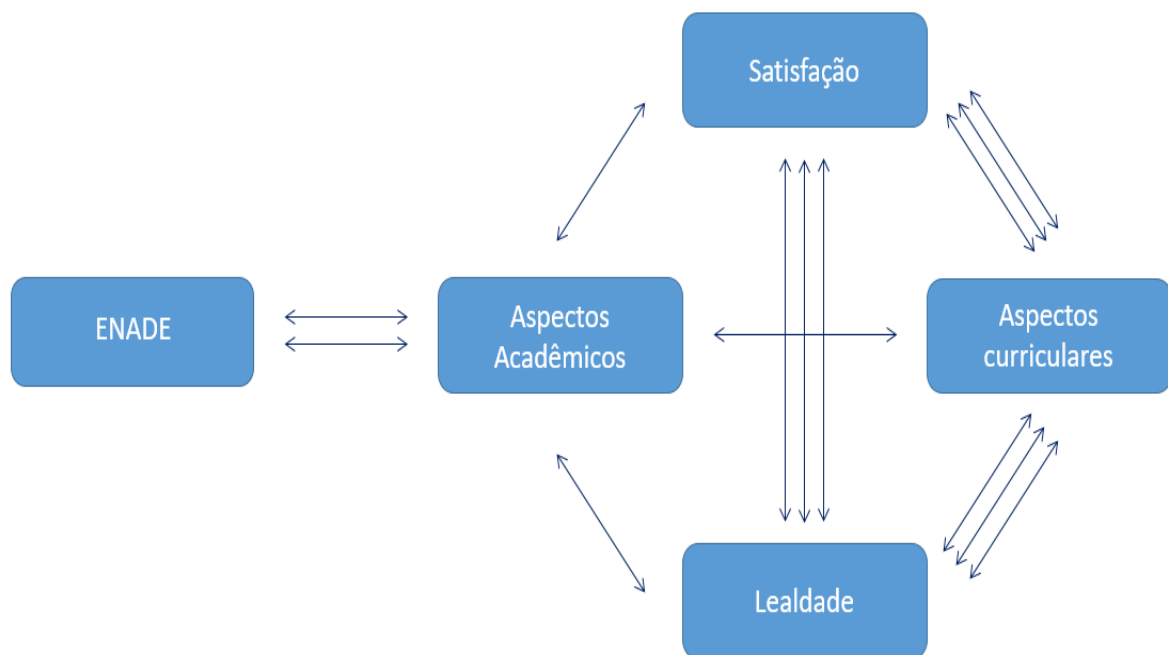 Satisfação
ENADE
Aspectos
Acadêmicos
Aspectos
curriculares
Lealdade